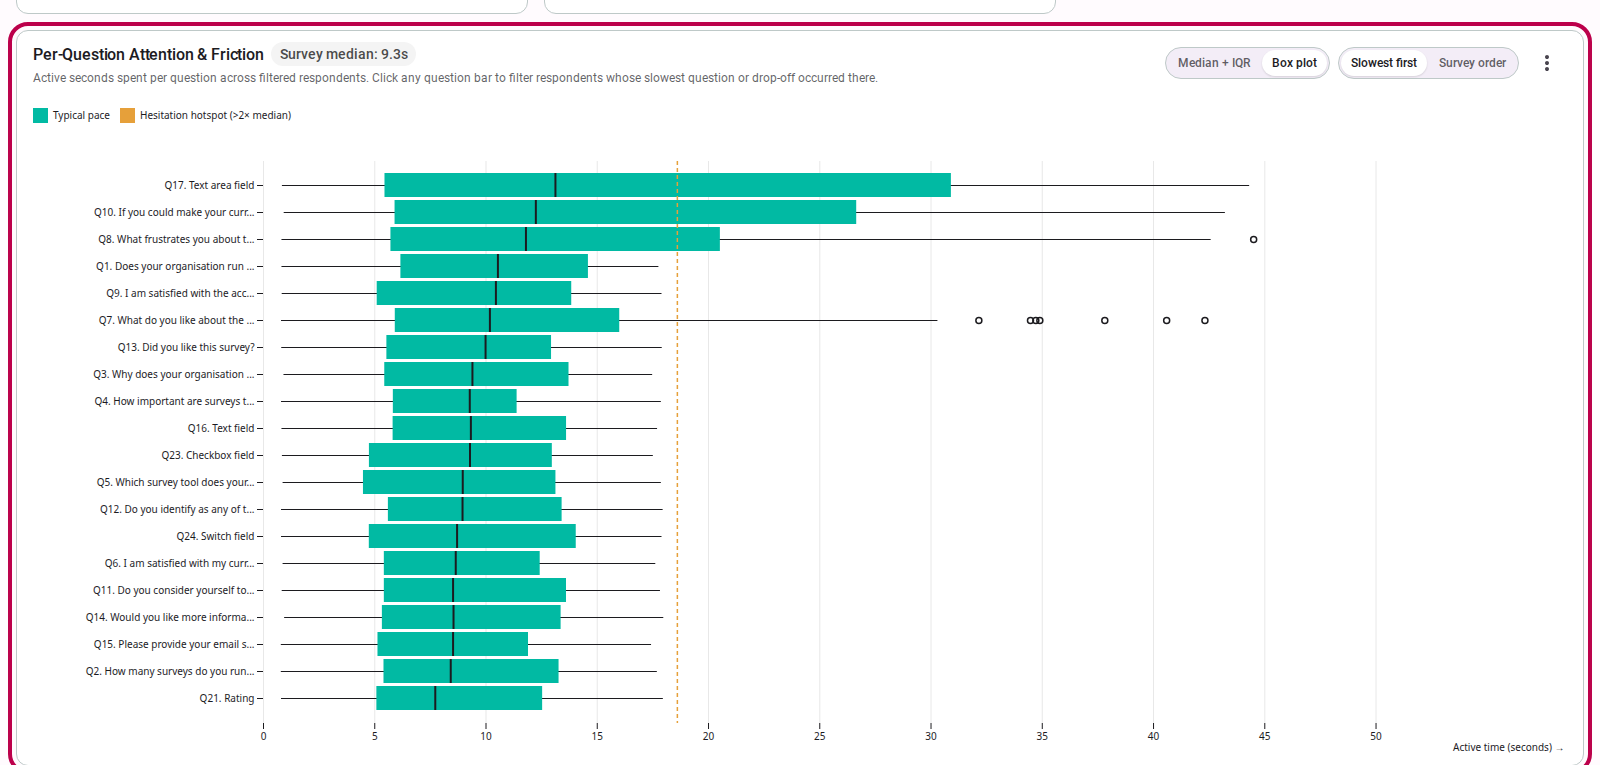 Per-Question Attention & Friction Survey median: 9.3s
Active seconds spent per question across filtered respondents. Click any question bar to filter respondents whose slowest question or drop-off occurred there.
Median + IQR Box plot Slowest first Survey order
Typical pace Hesitation hotspot (>2× median)
Q17. Text area field
Q10. If you could make your curr...
Q8. What frustrates you about t...
Q1. Does your organisation run ...
Q9. I am satisfied with the acc...
Q7. What do you like about the ...
Q13. Did you like this survey?
Q3. Why does your organisation ...
Q4. How important are surveys t...
Q16. Text field
Q23. Checkbox field
Q5. Which survey tool does your...
Q12. Do you identify as any of t...
Q24. Switch field
Q6. I am satisfied with my curr...
Q11. Do you consider yourself to...
Q14. Would you like more informa...
Q15. Please provide your email s...
Q2. How many surveys do you run...
Q21. Rating
0 5 10 15 20 25 30 35 40 45 50
Active time (seconds) →